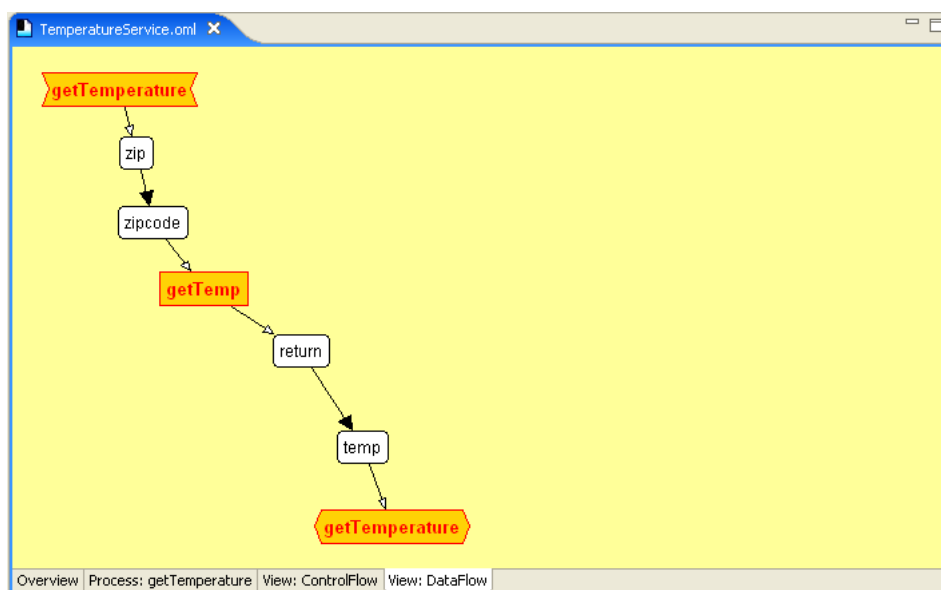 TemperatureService.oml
getTemperature
zip
zipcode
getTemp
return
temp
getTemperature
Overview Process: getTemperature View: ControlFlow View: DataFlow